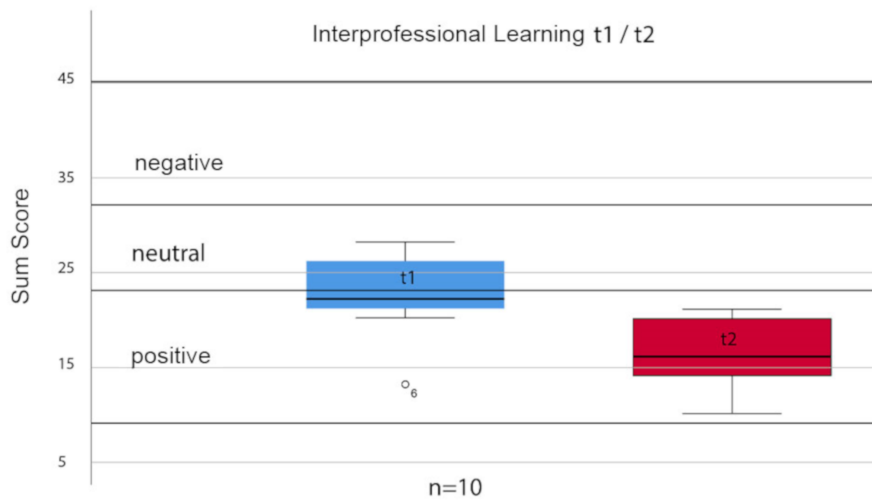 Interprofessional Learning t1 / t2
Sum Score
45
negative
35
neutral
25
t1
t2
positive
15
6
5
n=10